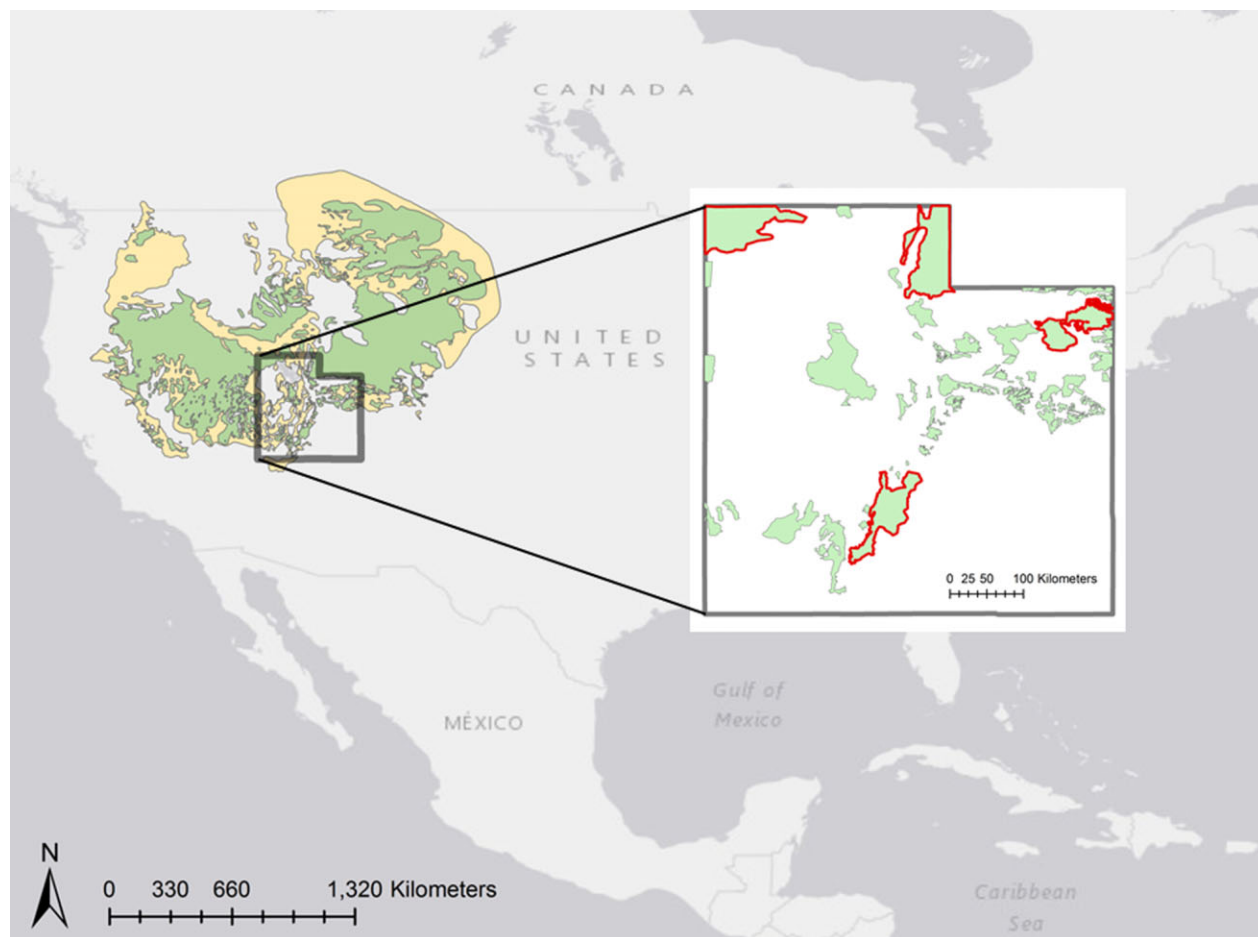 CANADA
UNITED
STATES
0 25 50 100 Kilometers
Gulf of
Mexico
MÉXICO
N
0 330 660 1,320 Kilometers
Caribbean
Sea